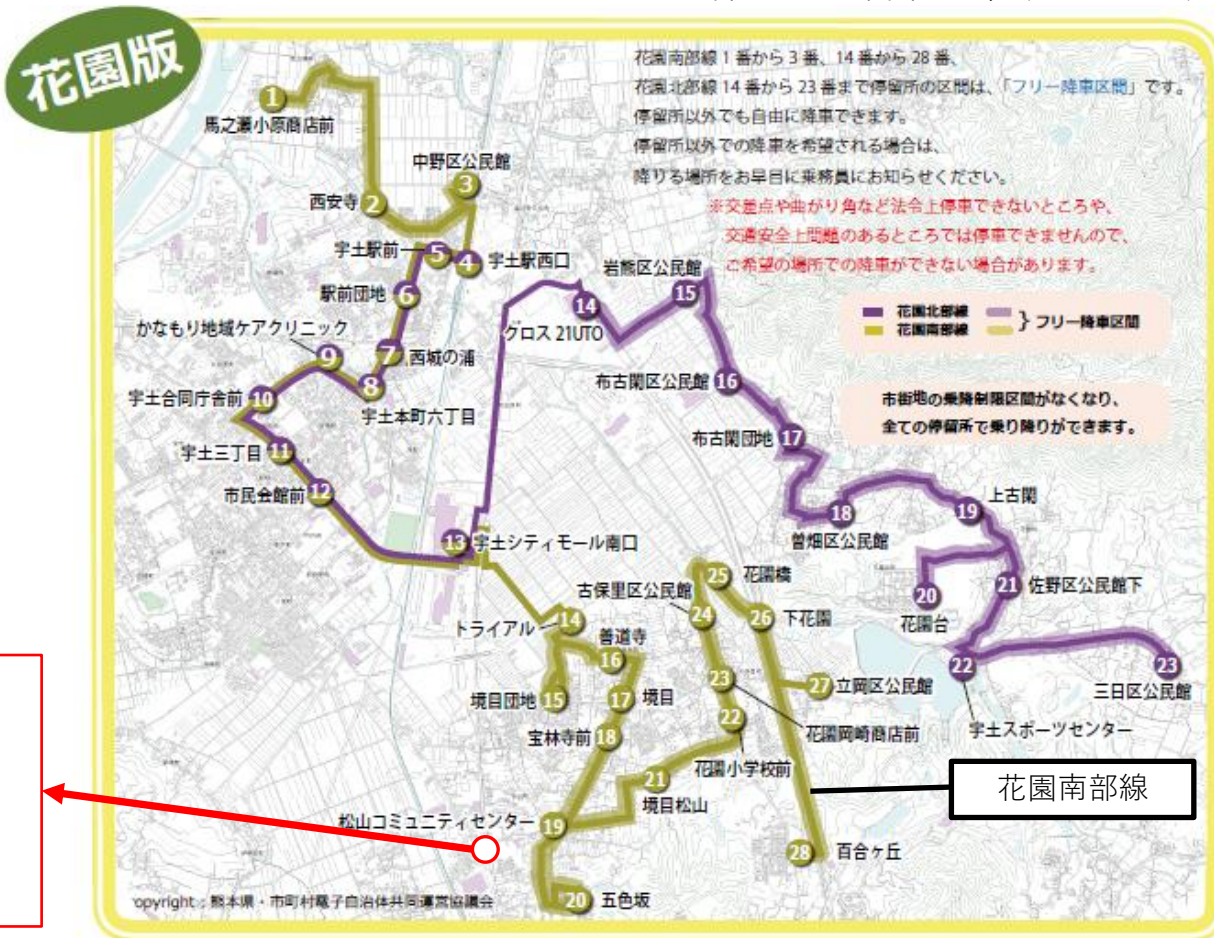 花園版
花園南部線1番から3番、14番から28番、
花園北部線14番から23番まで停留所の区間は、「フリー降車区間」です。
停留所以外でも自由に降車できます。
停留所以外での降車を希望される場合は、
降りる場所をお早目に乗務員にお知らせください。
※交差点や曲がり角など法令上停車できないところや、
交通安全上問題のあるところでは停車できませんので、
ご希望の場所での降車ができない場合があります。
花園北部線
花園南部線
} フリー降車区間
市街地の乗降制限区間がなくなり、
全ての停留所で乗り降りができます。
1
馬之瀬小原商店前
中野区公民館
3
西安寺
2
宇土駅前
5
4
宇土駅西口
駅前団地
6
かなもり地域ケアクリニック
9
7
西城の浦
8
宇土本町六丁目
宇土合同庁舎前
10
宇土三丁目
11
市民会館前
12
13
宇土シティモール南口
14
グロス21UTO
岩熊区公民館
15
布古閑区公民館
16
布古閑団地
17
18
曽畑区公民館
19
上古閑
20
花園台
21
佐野区公民館下
22
宇土スポーツセンター
23
三日区公民館
トライアル
14
善道寺
16
境目団地
15
17
境目
宝林寺前
18
松山コミュニティセンター
19
20
五色坂
21
境目松山
22
花園小学校前
23
花園岡崎商店前
古保里区公民館
24
25
花園橋
26
下花園
27
立岡区公民館
28
百合ヶ丘
花園南部線
opyright：熊本県・市町村電子自治体共同運営協議会